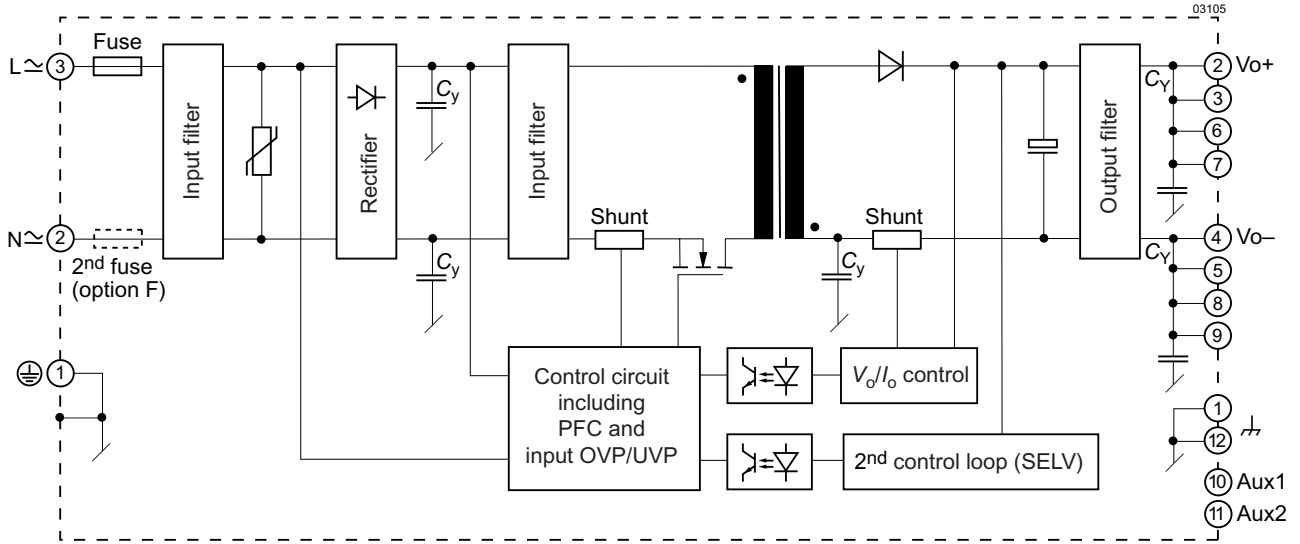 03105
Fuse
L
3
Input filter
Rectifier
Cy
Input filter
Output filter
CY
2 Vo+
3
6
7
N
2
2nd fuse
(option F)
Cy
Shunt
Shunt
Cy
CY
4 Vo–
5
8
9
1
Control circuit
including
PFC and
input OVP/UVP
Vo/Io control
2nd control loop (SELV)
1
12
10 Aux1
11 Aux2